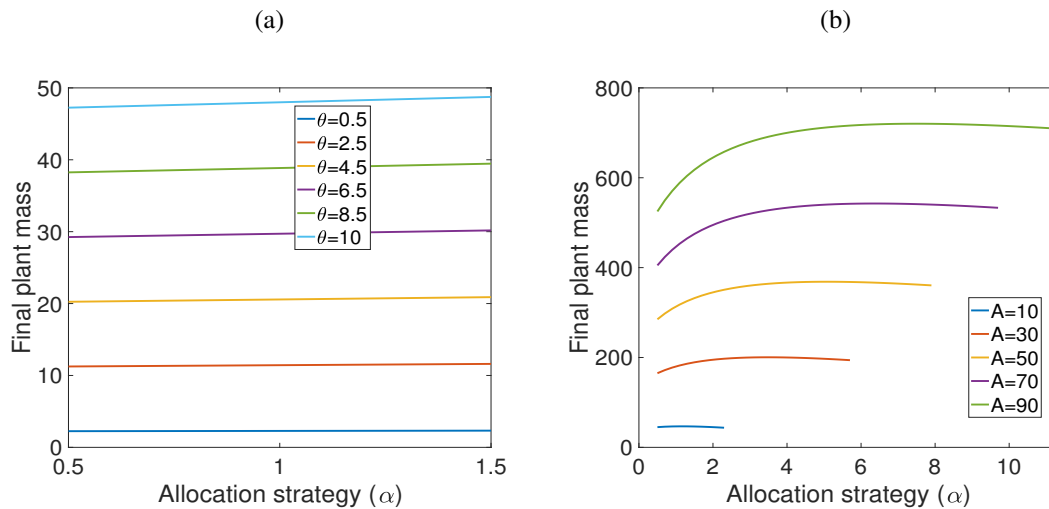 (a)
50
40
30
20
10
0
0.5
1
1.5
Final plant mass
Allocation strategy (α)
θ=0.5
θ=2.5
θ=4.5
θ=6.5
θ=8.5
θ=10
(b)
800
600
400
200
0
0
2
4
6
8
10
Final plant mass
Allocation strategy (α)
A=10
A=30
A=50
A=70
A=90